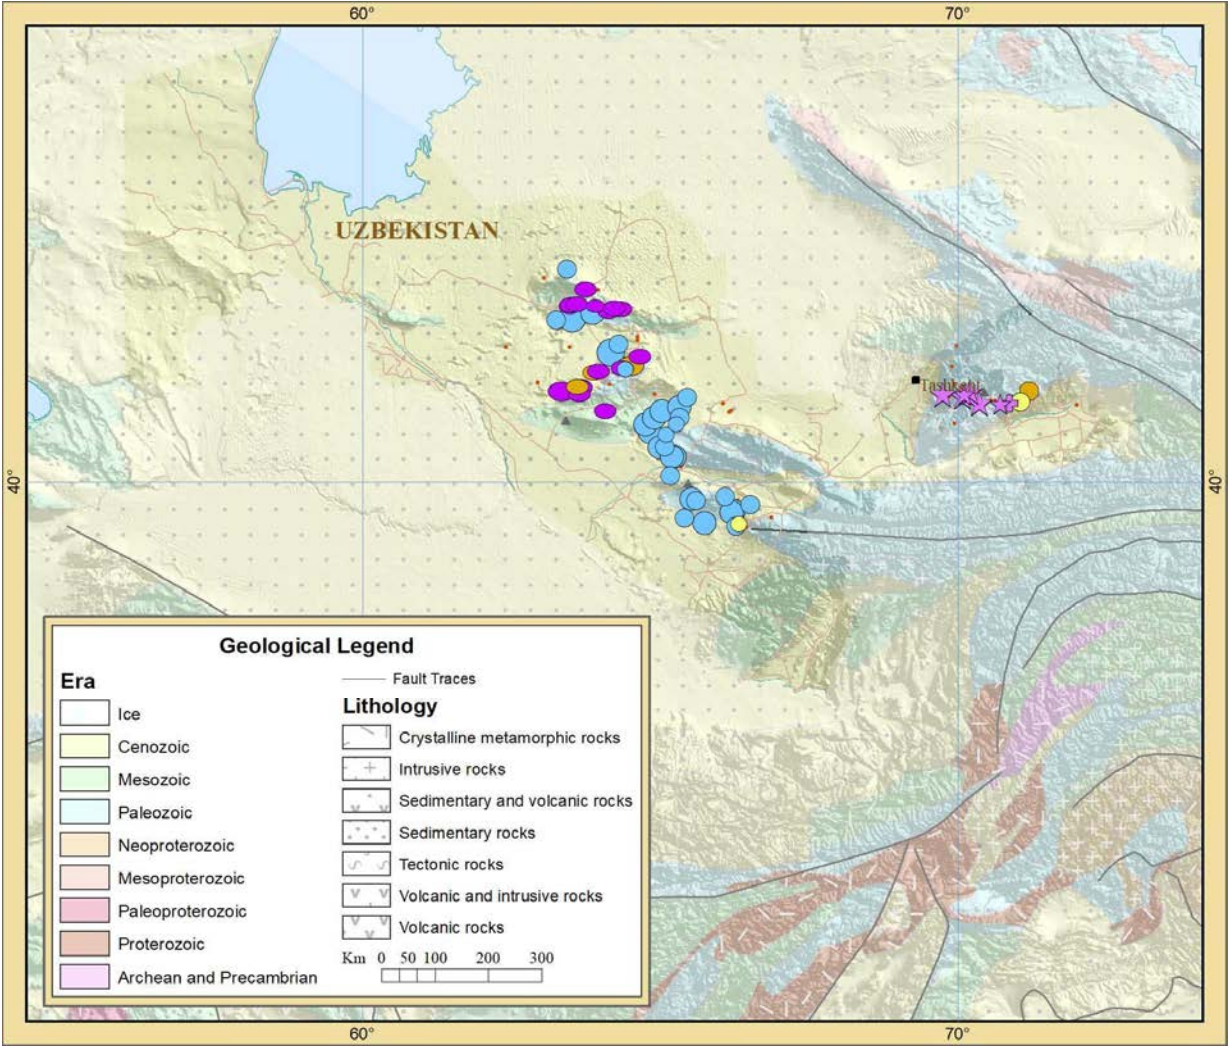 60°
70°
UZBEKISTAN
Tashkent
40°
40°
Geological Legend
Era
Fault Traces
Ice
Lithology
Cenozoic
Crystalline metamorphic rocks
Mesozoic
Intrusive rocks
Paleozoic
Sedimentary and volcanic rocks
Neoproterozoic
Sedimentary rocks
Mesoproterozoic
Tectonic rocks
Paleoproterozoic
Volcanic and intrusive rocks
Proterozoic
Volcanic rocks
Archean and Precambrian
Km 0 50 100 200 300
60°
70°